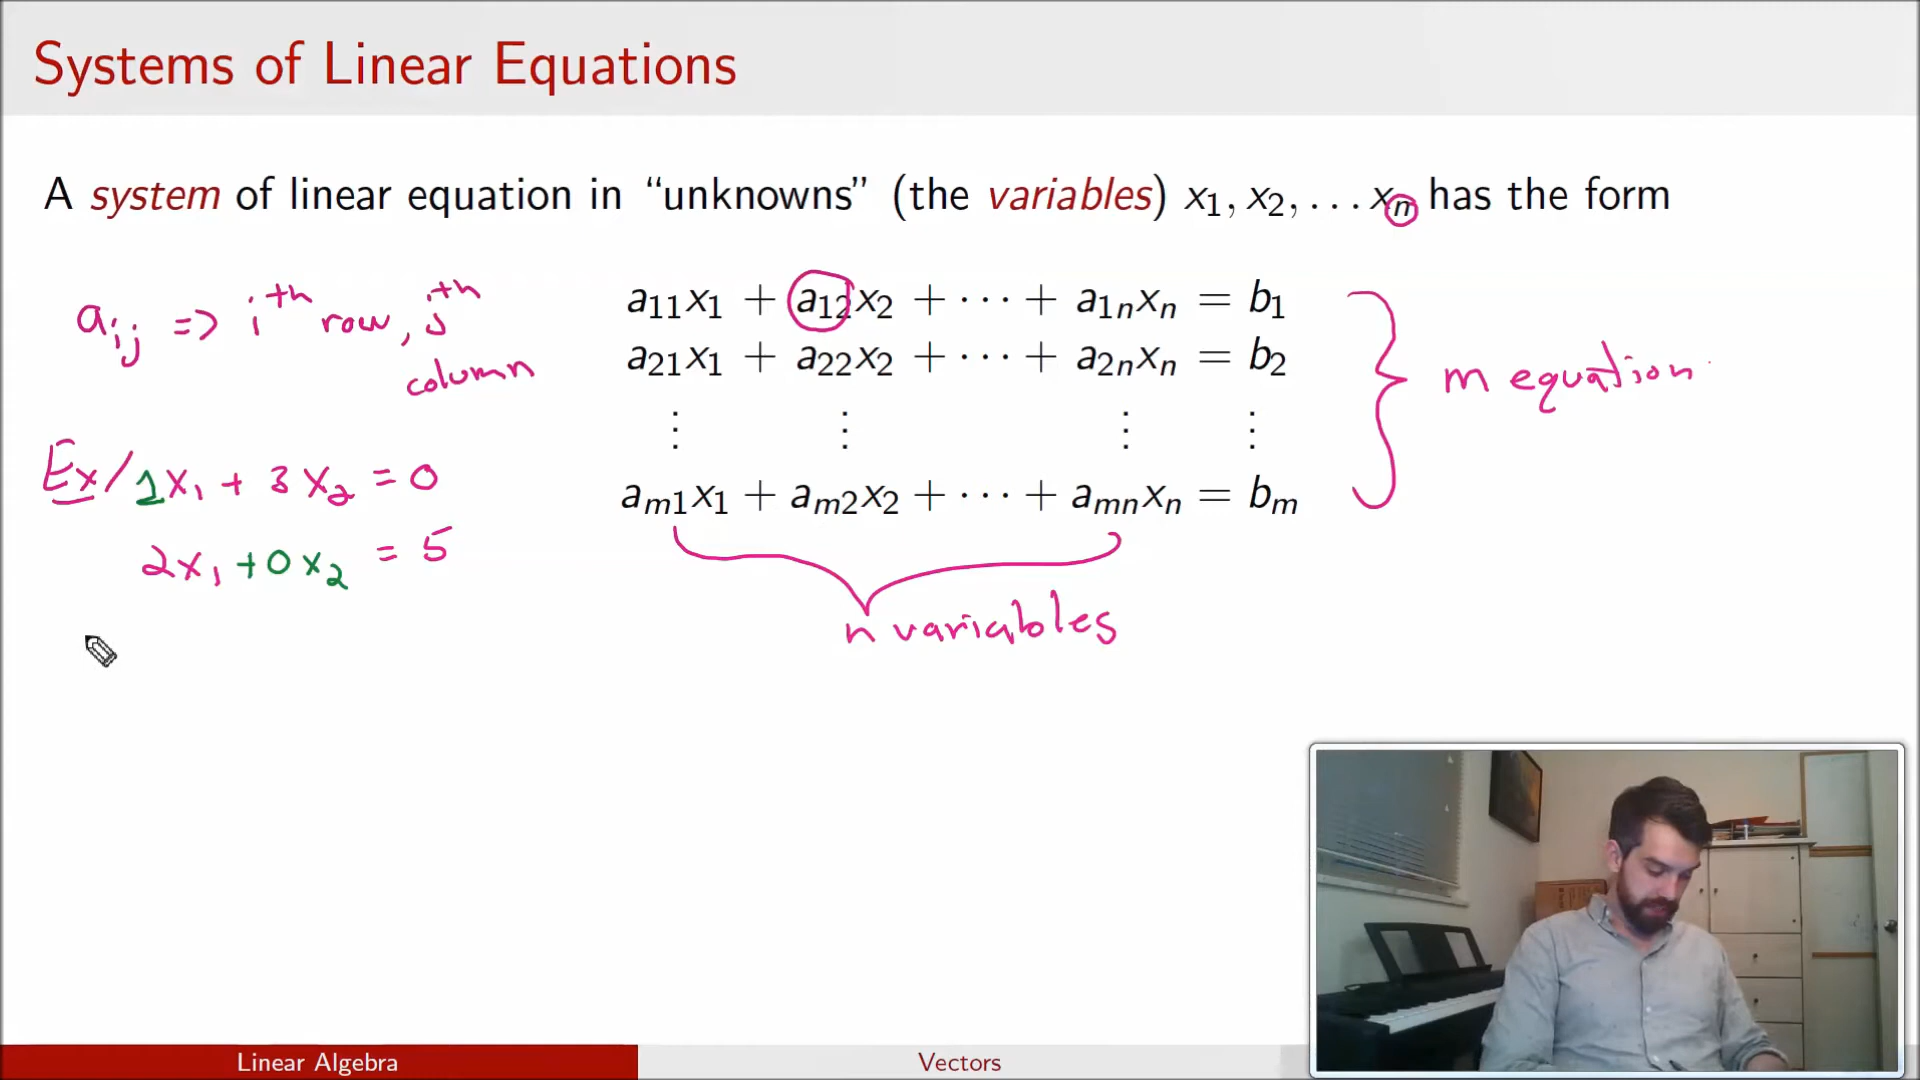 Systems of Linear Equations
A system of linear equation in “unknowns” (the variables) x₁, x₂, . . . xₙ has the form
aᵢⱼ => iᵗʰ row, jᵗʰ
column
a₁₁x₁ + a₁₂x₂ + · · · + a₁ₙxₙ = b₁
a₂₁x₁ + a₂₂x₂ + · · · + a₂ₙxₙ = b₂
⋮ ⋮ ⋮ ⋮
aₘ₁x₁ + aₘ₂x₂ + · · · + aₘₙxₙ = bₘ
m equation
n variables
Ex/ 1x₁ + 3x₂ = 0
2x₁ + 0x₂ = 5
Linear Algebra
Vectors